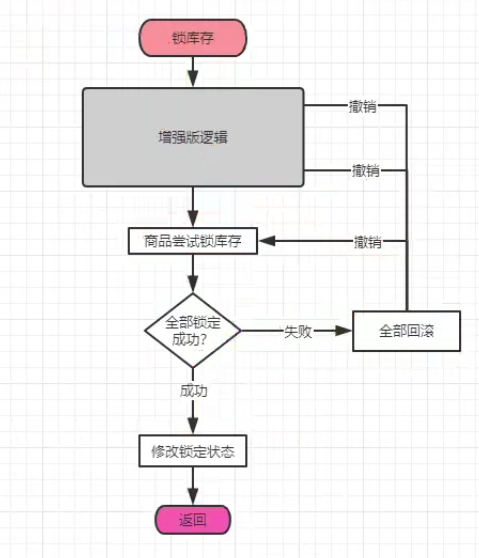 锁库存
撤销
增强版逻辑
撤销
商品尝试锁库存
撤销
全部锁定
成功?
失败
全部回滚
成功
修改锁定状态
返回